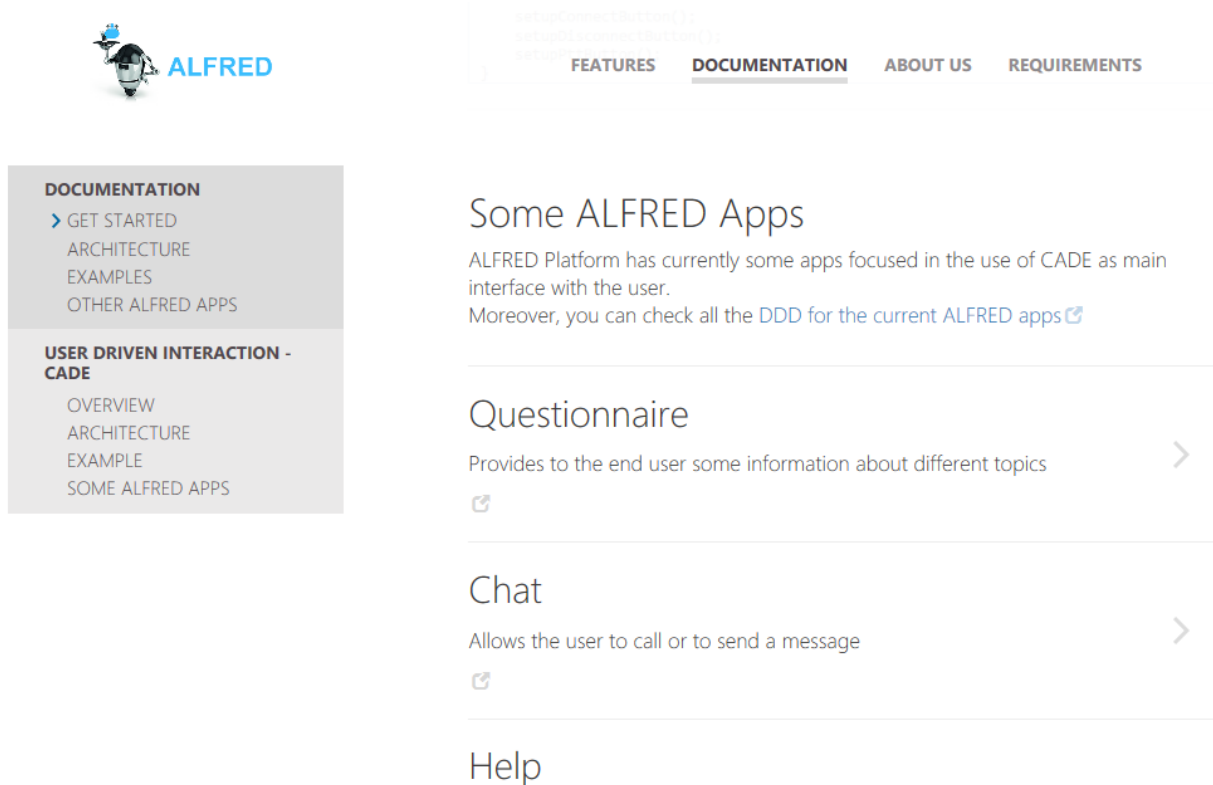 setupConnectButton();
setupDisconnectButton();
ALFRED
FEATURES DOCUMENTATION ABOUT US REQUIREMENTS
DOCUMENTATION
GET STARTED
ARCHITECTURE
EXAMPLES
OTHER ALFRED APPS
USER DRIVEN INTERACTION -
CADE
OVERVIEW
ARCHITECTURE
EXAMPLE
SOME ALFRED APPS
Some ALFRED Apps
ALFRED Platform has currently some apps focused in the use of CADE as main
interface with the user.
Moreover, you can check all the DDD for the current ALFRED apps
Questionnaire
Provides to the end user some information about different topics
Chat
Allows the user to call or to send a message
Help